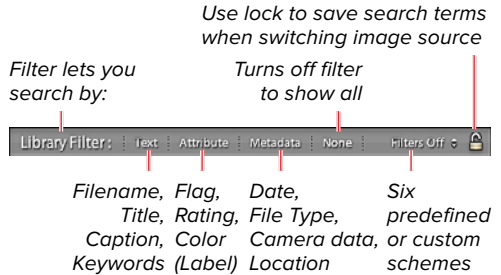 Use lock to save search terms
when switching image source
Filter lets you
search by:
Turns off filter
to show all
Library Filter: Text Attribute Metadata None Filters Off
Filename,
Title,
Caption,
Keywords
Flag,
Rating,
Color
(Label)
Date,
File Type,
Camera data,
Location
Six
predefined
or custom
schemes